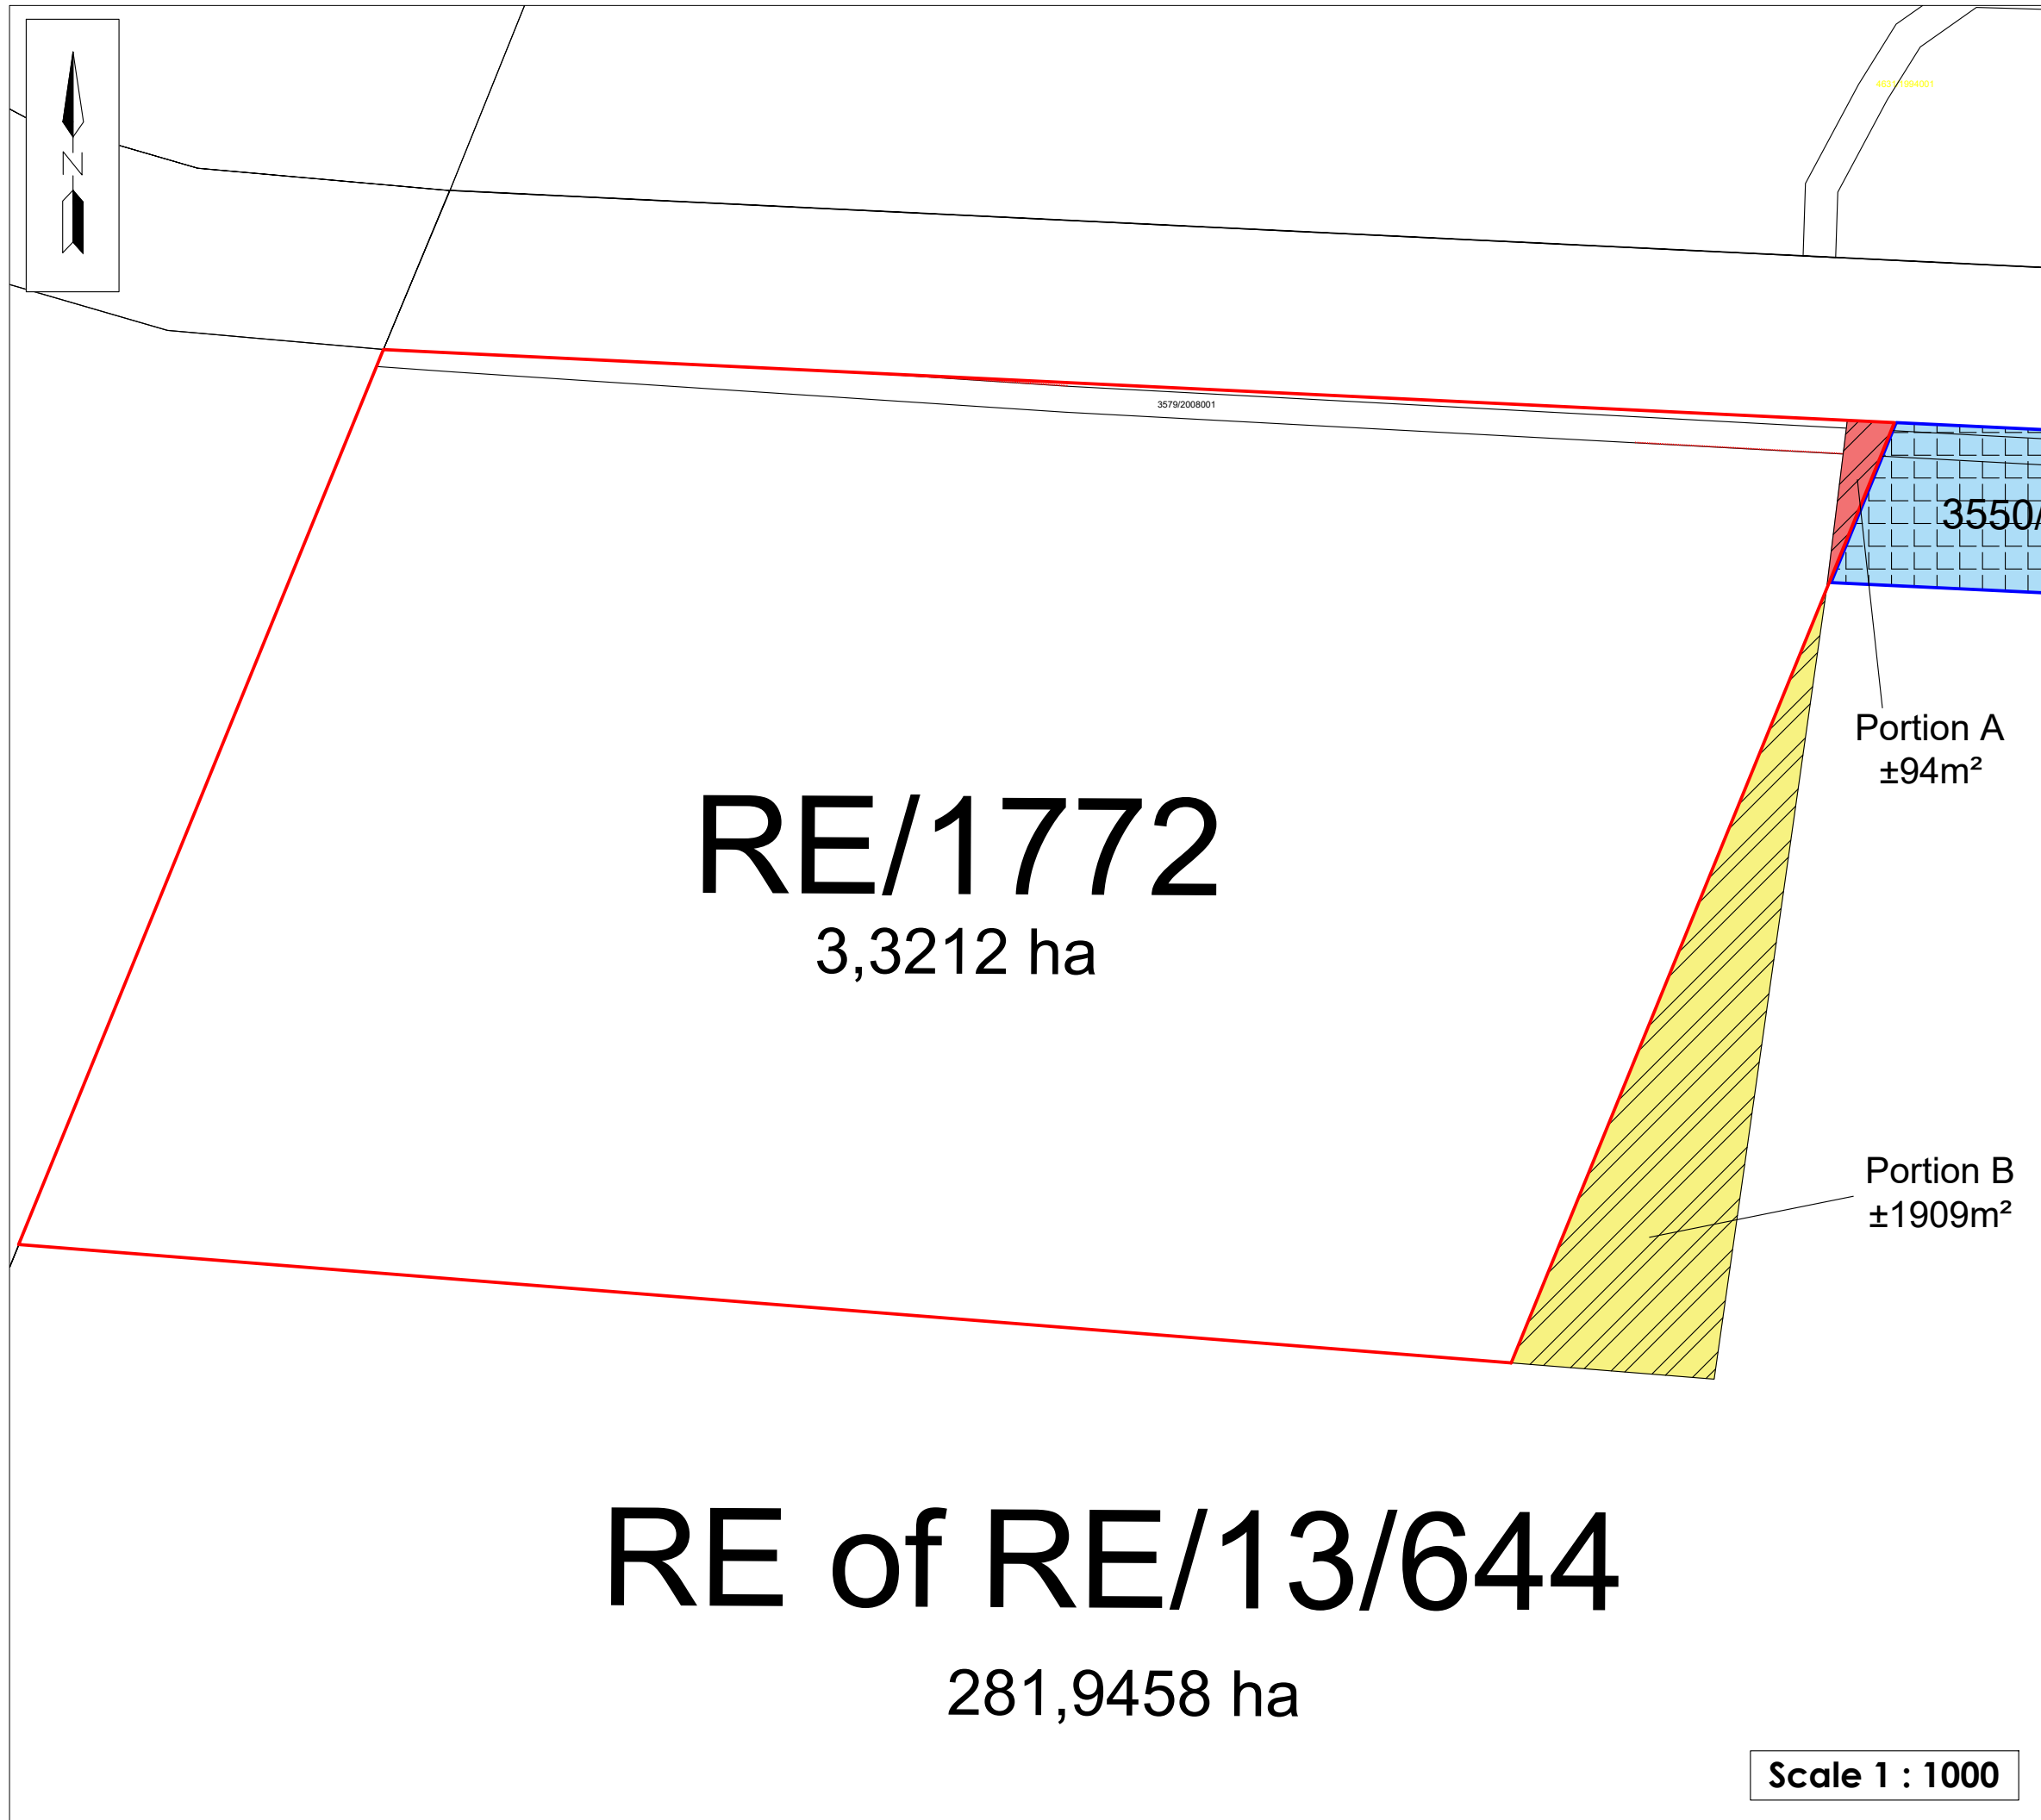 N
3579/2008001
3550/
Portion A
±94m²
RE/1772
3,3212 ha
Portion B
±1909m²
RE of RE/13/644
281,9458 ha
Scale 1 : 1000